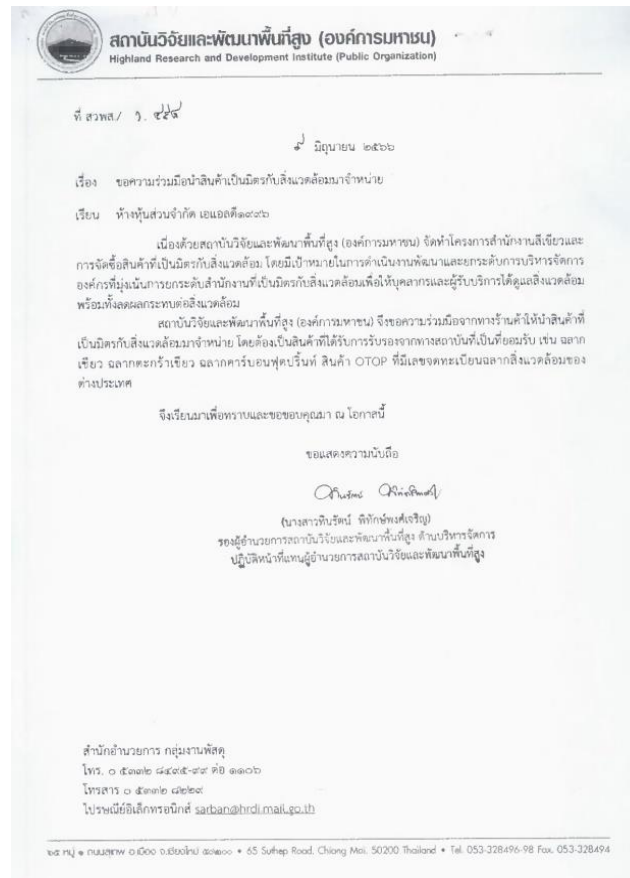 สถาบันวิจัยและพัฒนาพื้นที่สูง (องค์การมหาชน)
Highland Research and Development Institute (Public Organization)
ที่ สวพส./ ว. ๔๔๘
๙ มิถุนายน ๒๕๖๖
เรื่อง ขอความร่วมมือนำสินค้าเป็นมิตรกับสิ่งแวดล้อมมาจำหน่าย
เรียน ห้างหุ้นส่วนจำกัด เอแอลดี๑๙๙๖
เนื่องด้วยสถาบันวิจัยและพัฒนาพื้นที่สูง (องค์การมหาชน) จัดทำโครงการสำนักงานสีเขียวและ
การจัดซื้อสินค้าที่เป็นมิตรกับสิ่งแวดล้อม โดยมีเป้าหมายในการดำเนินงานพัฒนาและยกระดับการบริหารจัดการ
องค์กรที่มุ่งเน้นการยกระดับสำนักงานที่เป็นมิตรกับสิ่งแวดล้อมเพื่อให้บุคลากรและผู้รับบริการได้ดูแลสิ่งแวดล้อม
พร้อมทั้งลดผลกระทบต่อสิ่งแวดล้อม
สถาบันวิจัยและพัฒนาพื้นที่สูง (องค์การมหาชน) จึงขอความร่วมมือจากทางร้านค้าให้นำสินค้าที่
เป็นมิตรกับสิ่งแวดล้อมมาจำหน่าย โดยต้องเป็นสินค้าที่ได้รับการรับรองจากทางสถาบันที่เป็นที่ยอมรับ เช่น ฉลาก
เขียว ฉลากตะกร้าเขียว ฉลากคาร์บอนฟุตปริ้นท์ สินค้า OTOP ที่มีเลขจดทะเบียนฉลากสิ่งแวดล้อมของ
ต่างประเทศ
จึงเรียนมาเพื่อทราบและขอขอบคุณมา ณ โอกาสนี้
ขอแสดงความนับถือ
(นางสาวทินรัตน์ พิทักษ์พงศ์เจริญ)
รองผู้อำนวยการสถาบันวิจัยและพัฒนาพื้นที่สูง ด้านบริหารจัดการ
ปฏิบัติหน้าที่แทนผู้อำนวยการสถาบันวิจัยและพัฒนาพื้นที่สูง
สำนักอำนวยการ กลุ่มงานพัสดุ
โทร. ๐ ๕๓๓๒ ๘๔๙๕-๙๙ ต่อ ๑๑๐๖
โทรสาร ๐ ๕๓๓๒ ๘๒๒๙
ไปรษณีย์อิเล็กทรอนิกส์ sarban@hrdi.mail.go.th
๖๕ หมู่ ๑ ถนนสุเทพ อ.เมือง จ.เชียงใหม่ ๕๐๒๐๐ • 65 Suthep Road, Chiang Mai, 50200 Thailand • Tel. 053-328496-98 Fax. 053-328494